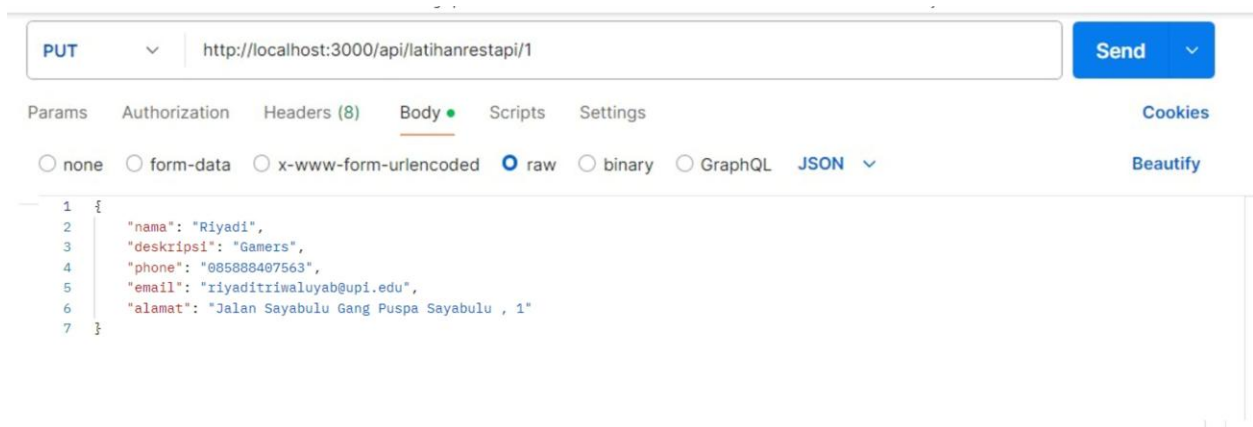 PUT http://localhost:3000/api/latihanrestapi/1 Send
Params Authorization Headers (8) Body Scripts Settings Cookies
none form-data x-www-form-urlencoded raw binary GraphQL JSON Beautify
1 {
2 "nama": "Riyadi",
3 "deskripsi": "Gamers",
4 "phone": "085888407563",
5 "email": "riyaditriwaluyab@upi.edu",
6 "alamat": "Jalan Sayabulu Gang Puspa Sayabulu , 1"
7 }